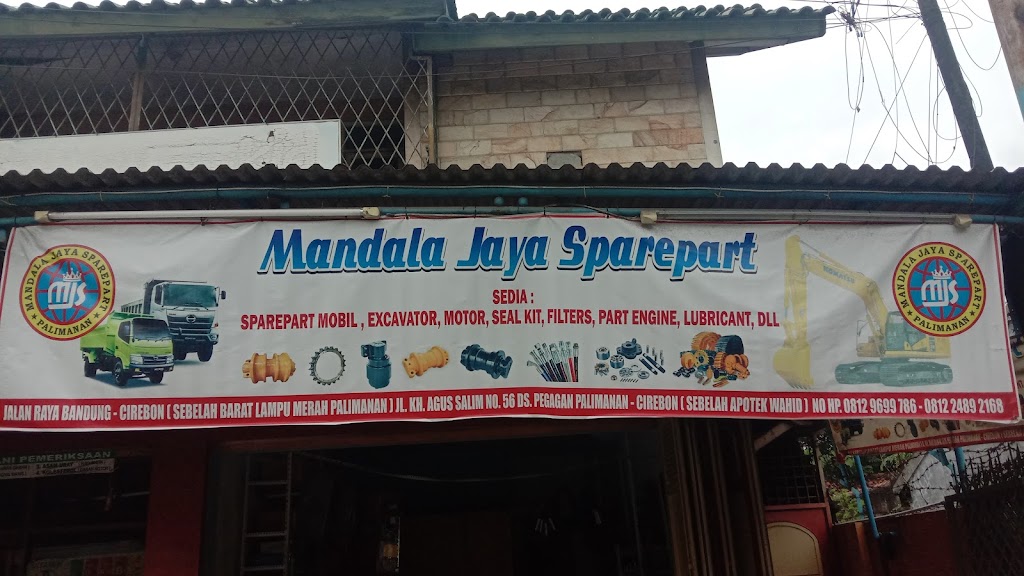 Mandala Jaya Sparepart
SEDIA :
SPAREPART MOBIL , EXCAVATOR, MOTOR, SEAL KIT, FILTERS, PART ENGINE, LUBRICANT, DLL
MANDALA JAYA SPAREPART
MJS
PALIMANAN
KOMATSU
MANDALA JAYA SPAREPART
MJS
PALIMANAN
JALAN RAYA BANDUNG - CIREBON ( SEBELAH BARAT LAMPU MERAH PALIMANAN ) JL. KH. AGUS SALIM NO. 56 DS. PEGAGAN PALIMANAN - CIREBON ( SEBELAH APOTEK WAHID ) NO HP. 0812 9699 786 - 0812 2489 2168
PEMERIKSAAN